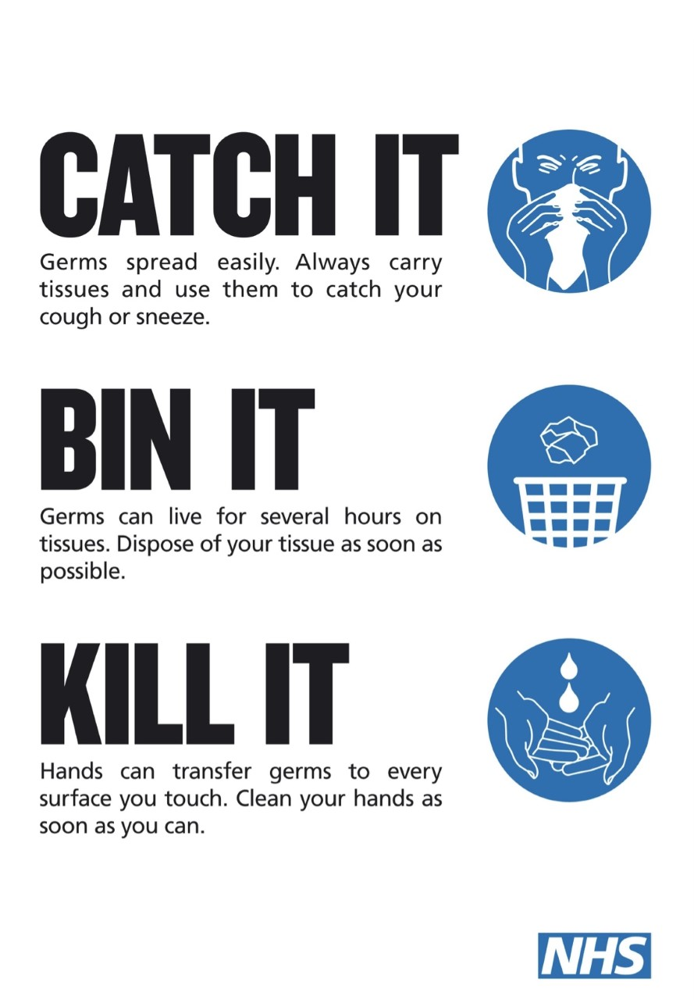 CATCH IT
Germs spread easily. Always carry
tissues and use them to catch your
cough or sneeze.
BIN IT
Germs can live for several hours on
tissues. Dispose of your tissue as soon as
possible.
KILL IT
Hands can transfer germs to every
surface you touch. Clean your hands as
soon as you can.
NHS